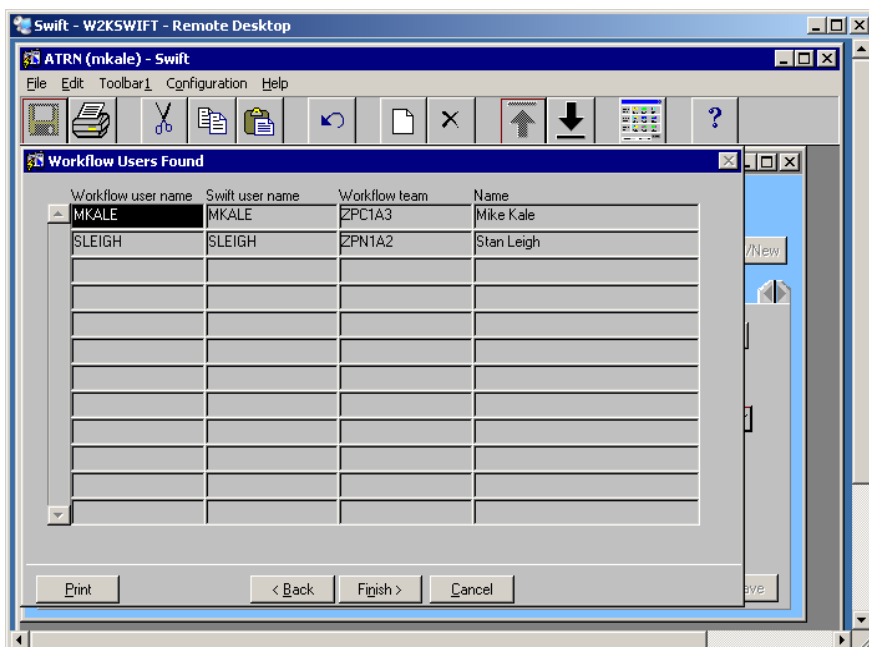 Swift - W2KSWIFT - Remote Desktop
ATRN (mkale) - Swift
File Edit Toolbar1 Configuration Help
?
Workflow Users Found
Workflow user name Swift user name Workflow team Name
MKALE MKALE ZPC1A3 Mike Kale
SLEIGH SLEIGH ZPN1A2 Stan Leigh
/New
Print < Back Finish > Cancel ave